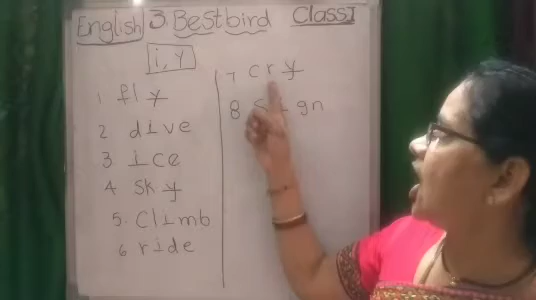 English 3. Bestbird Class I
i, y
1 fly
2 dive
3. ice
4 sky
5. climb
6 ride
7 cry
8 sign